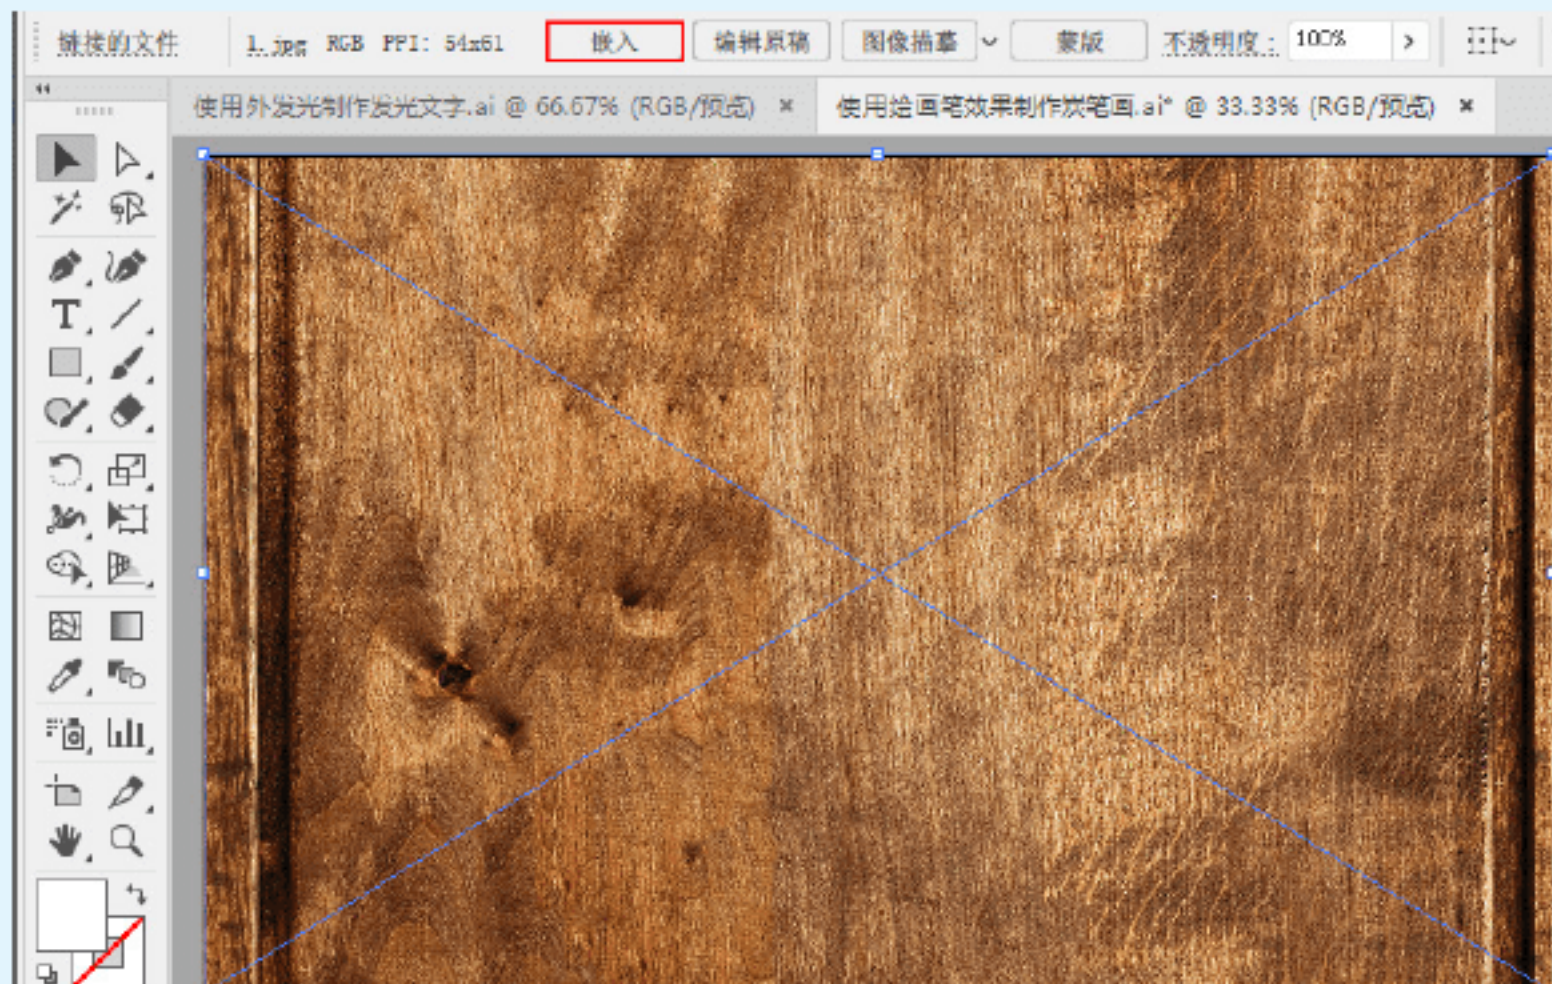 链接的文件 1.jpg RGB PPI: 54x61 嵌入 编辑原稿 图像描摹 蒙版 不透明度: 100%
使用外发光制作发光文字.ai @ 66.67% (RGB/预览) 使用绘画笔效果制作炭笔画.ai* @ 33.33% (RGB/预览)